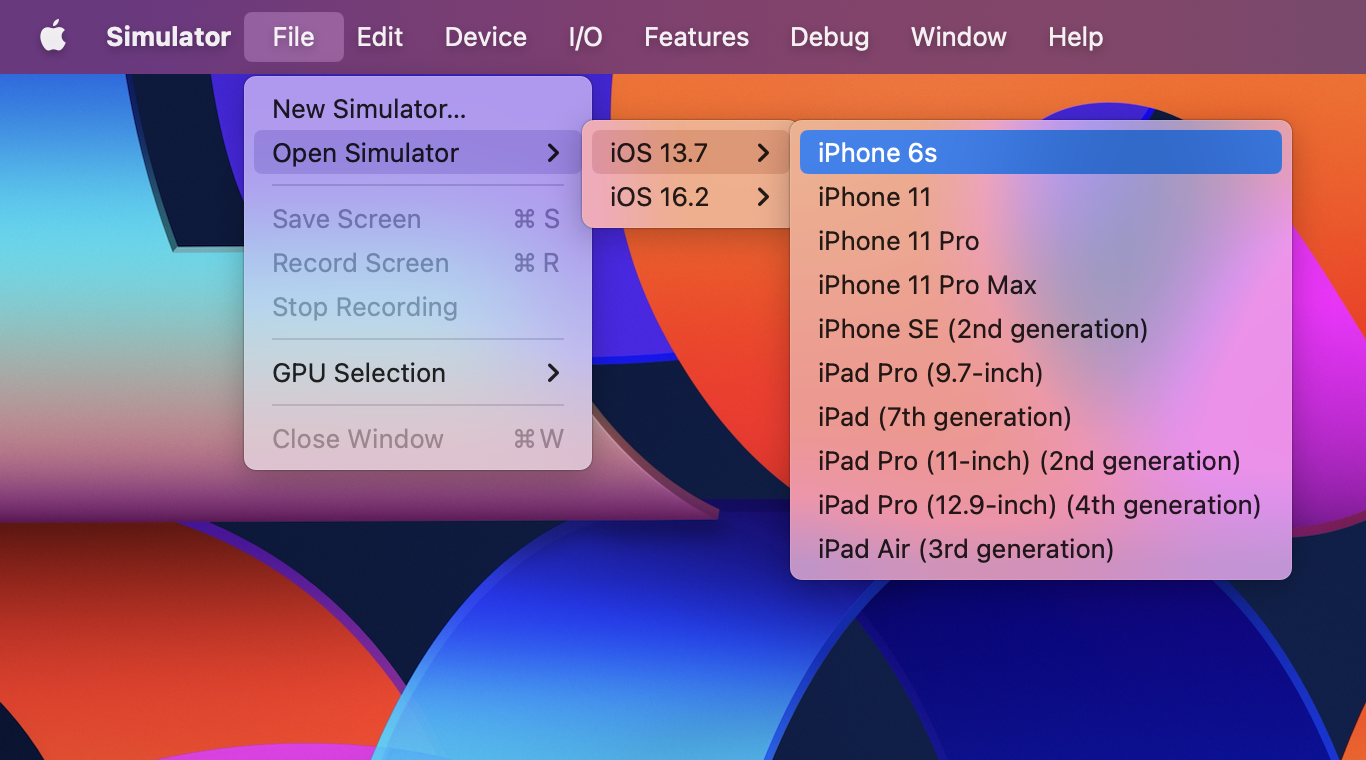 Simulator File Edit Device I/O Features Debug Window Help
New Simulator...
Open Simulator
Save Screen ⌘ S
Record Screen ⌘ R
Stop Recording
GPU Selection
Close Window ⌘ W
iOS 13.7
iOS 16.2
iPhone 6s
iPhone 11
iPhone 11 Pro
iPhone 11 Pro Max
iPhone SE (2nd generation)
iPad Pro (9.7-inch)
iPad (7th generation)
iPad Pro (11-inch) (2nd generation)
iPad Pro (12.9-inch) (4th generation)
iPad Air (3rd generation)